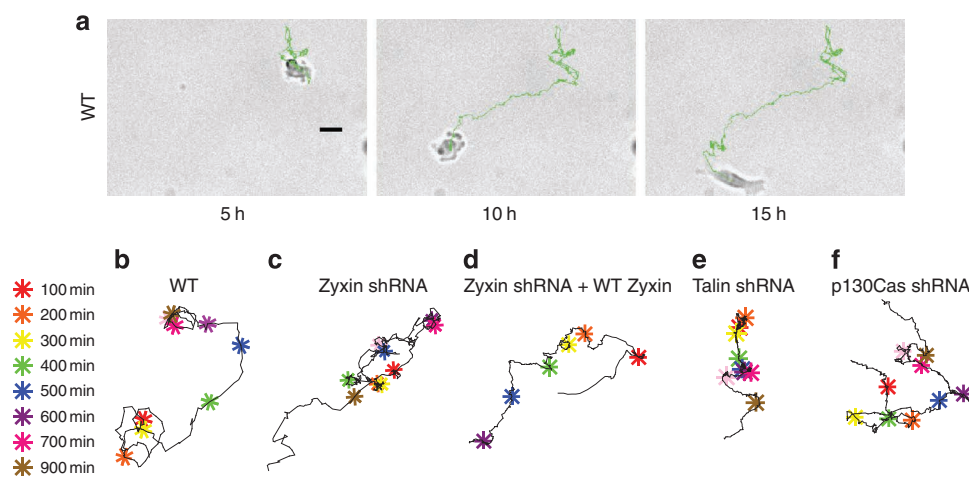 a
WT
5 h
10 h
15 h
b
c
d
e
f
WT
Zyxin shRNA
Zyxin shRNA + WT Zyxin
Talin shRNA
p130Cas shRNA
100 min
200 min
300 min
400 min
500 min
600 min
700 min
900 min